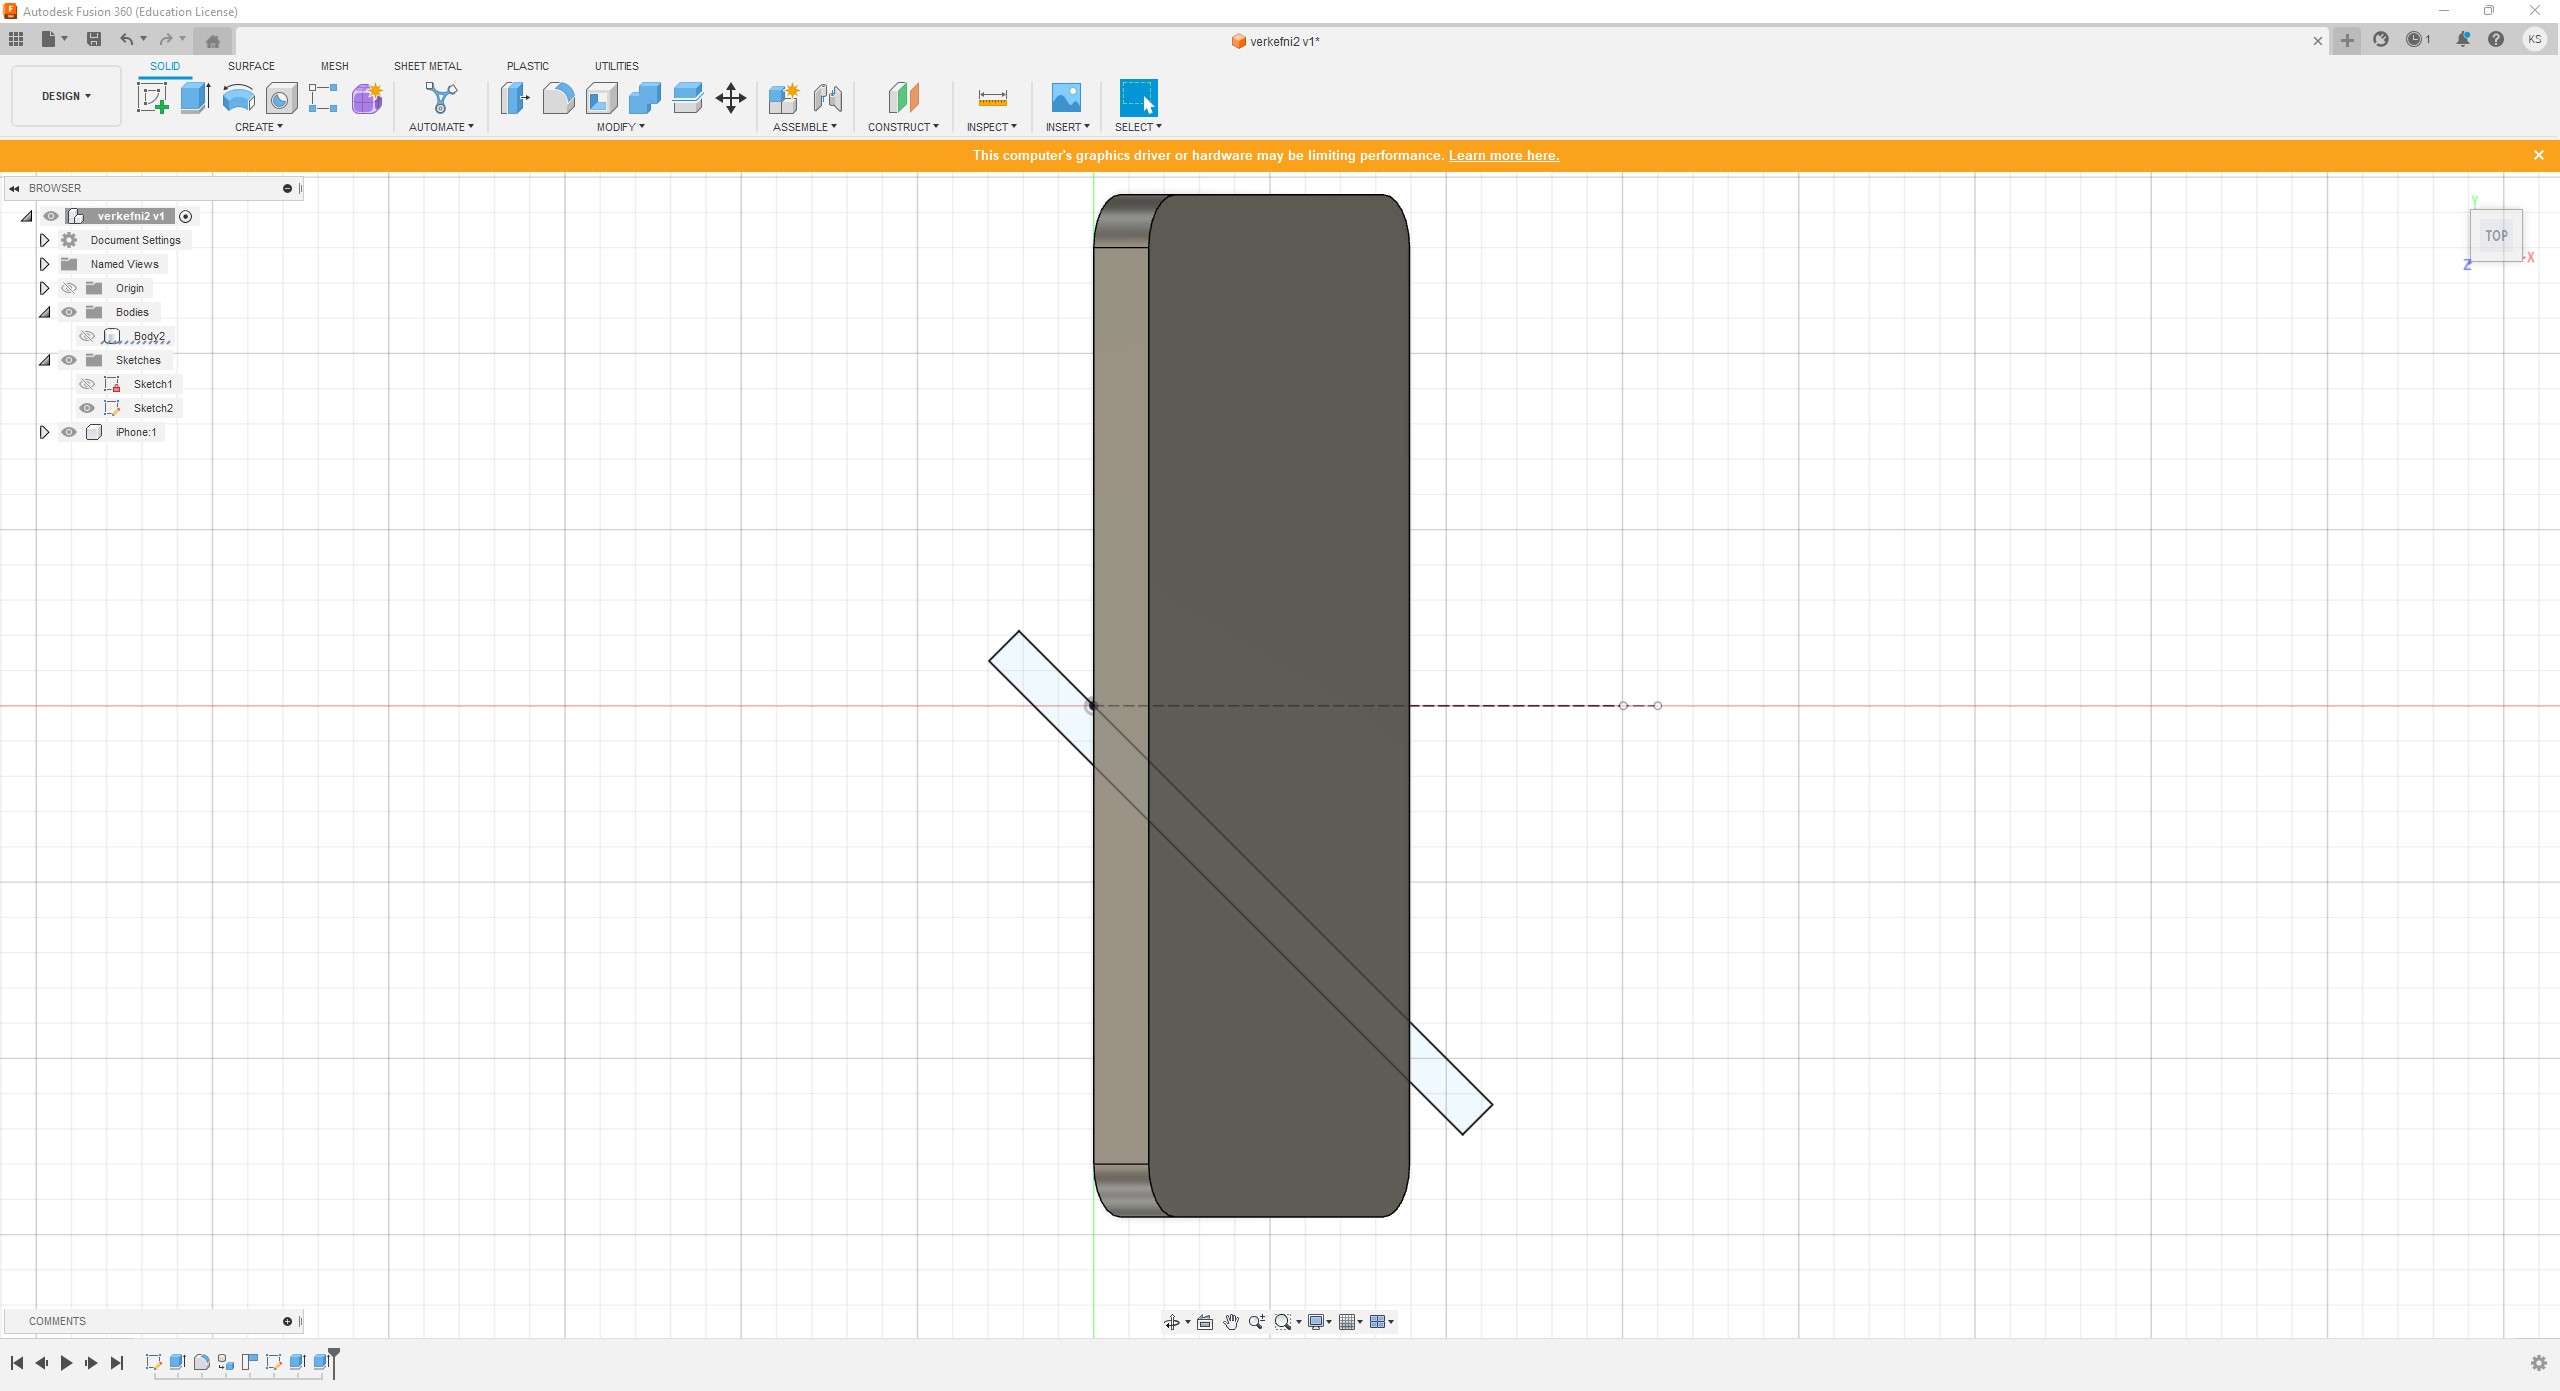 Autodesk Fusion 360 (Education License)
verkefni2 v1*
1
KS
DESIGN
SOLID
SURFACE
MESH
SHEET METAL
PLASTIC
UTILITIES
CREATE
AUTOMATE
MODIFY
ASSEMBLE
CONSTRUCT
INSPECT
INSERT
SELECT
This computer's graphics driver or hardware may be limiting performance. Learn more here.
BROWSER
verkefni2 v1
Document Settings
Named Views
Origin
Bodies
Body2
Sketches
Sketch1
Sketch2
iPhone:1
Y
TOP
X
Z
COMMENTS